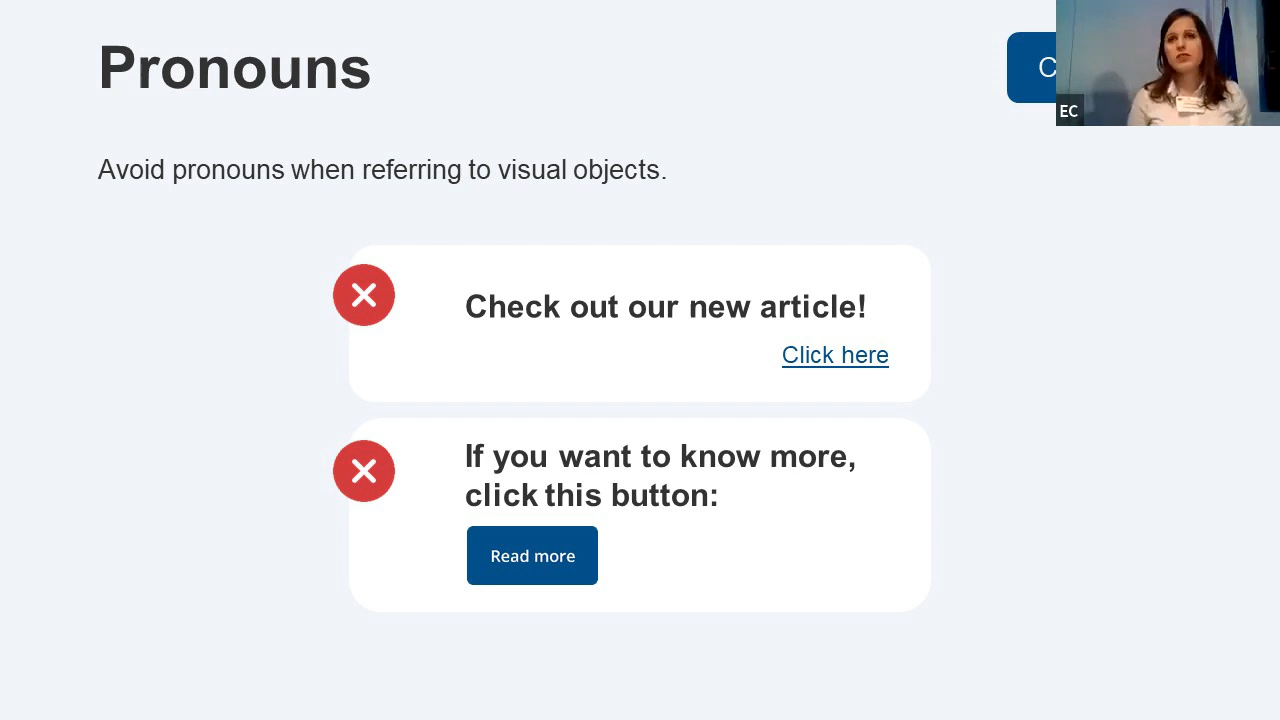 Pronouns
C
EC
Avoid pronouns when referring to visual objects.
Check out our new article!
Click here
If you want to know more,
click this button:
Read more